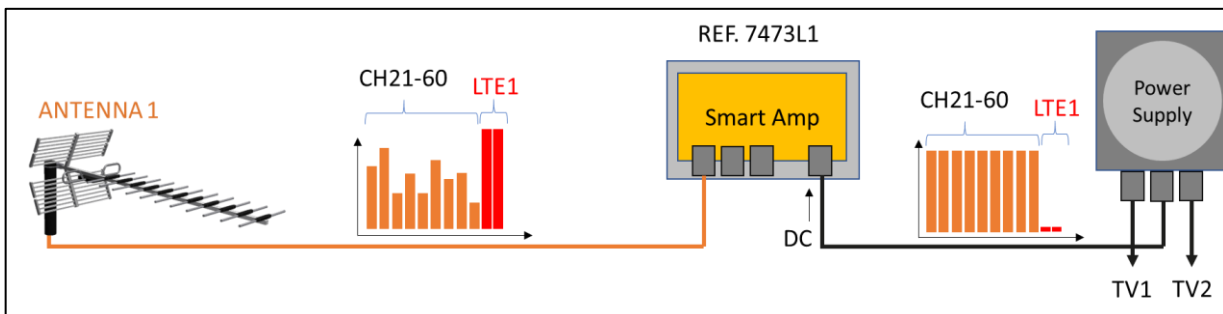 REF. 7473L1
CH21-60
LTE1
ANTENNA 1
Smart Amp
CH21-60
LTE1
Power
Supply
DC
TV1
TV2